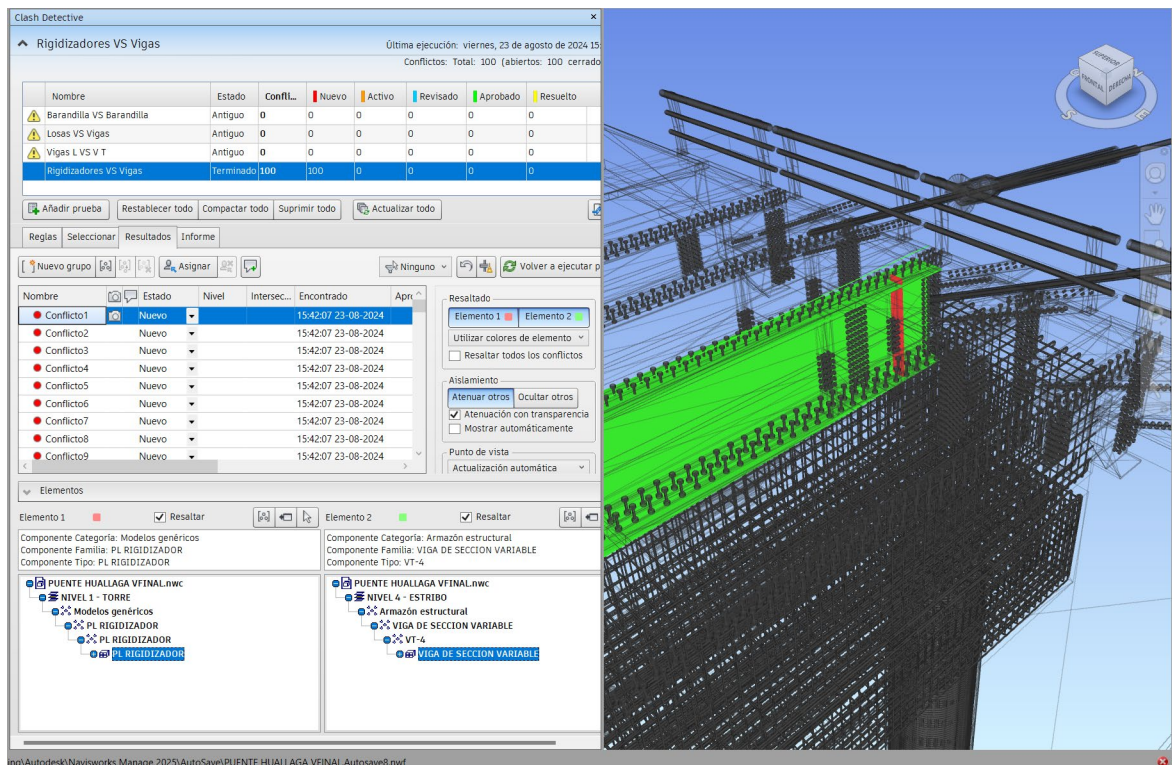 Clash Detective
Rigidizadores VS Vigas
Última ejecución: viernes, 23 de agosto de 2024 15:
Conflictos: Total: 100 (abiertos: 100 cerrado
Nombre Estado Confli... Nuevo Activo Revisado Aprobado Resuelto
Barandilla VS Barandilla Antiguo 0 0 0 0 0 0
Losas VS Vigas Antiguo 0 0 0 0 0 0
Vigas L VS V T Antiguo 0 0 0 0 0 0
Rigidizadores VS Vigas Terminado 100 100 0 0 0 0
Añadir prueba Restablecer todo Compactar todo Suprimir todo Actualizar todo
Reglas Seleccionar Resultados Informe
Nuevo grupo Asignar Ninguno Volver a ejecutar p
Nombre Estado Nivel Intersec... Encontrado Apro
Conflicto1 Nuevo 15:42:07 23-08-2024
Conflicto2 Nuevo 15:42:07 23-08-2024
Conflicto3 Nuevo 15:42:07 23-08-2024
Conflicto4 Nuevo 15:42:07 23-08-2024
Conflicto5 Nuevo 15:42:07 23-08-2024
Conflicto6 Nuevo 15:42:07 23-08-2024
Conflicto7 Nuevo 15:42:07 23-08-2024
Conflicto8 Nuevo 15:42:07 23-08-2024
Conflicto9 Nuevo 15:42:07 23-08-2024
Resaltado
Elemento 1 Elemento 2
Utilizar colores de elemento
Resaltar todos los conflictos
Aislamiento
Atenuar otros Ocultar otros
Atenuación con transparencia
Mostrar automáticamente
Punto de vista
Actualización automática
Elementos
Elemento 1 Resaltar
Componente Categoría: Modelos genéricos
Componente Familia: PL RIGIDIZADOR
Componente Tipo: PL RIGIDIZADOR
PUENTE HUALLAGA VFINAL.nwc
NIVEL 1 - TORRE
Modelos genéricos
PL RIGIDIZADOR
PL RIGIDIZADOR
PL RIGIDIZADOR
Elemento 2 Resaltar
Componente Categoría: Armazón estructural
Componente Familia: VIGA DE SECCION VARIABLE
Componente Tipo: VT-4
PUENTE HUALLAGA VFINAL.nwc
NIVEL 4 - ESTRIBO
Armazón estructural
VIGA DE SECCION VARIABLE
VT-4
VIGA DE SECCION VARIABLE
SUPERIOR
FRONTAL DERECHA
S E
ing\Autodesk\Navisworks Manage 2025\AutoSave\PUENTE HUALLAGA VFINAL.Autosave8.nwf